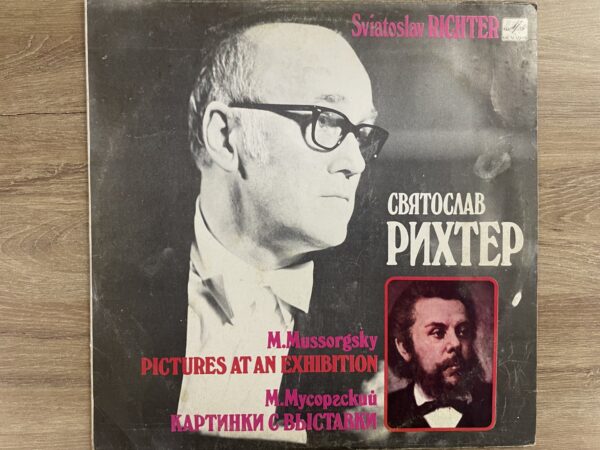 Sviatoslav RICHTER
СВЯТОСЛАВ
РИХТЕР
M.Mussorgsky
PICTURES AT AN EXHIBITION
М.Мусоргский
КАРТИНКИ С ВЫСТАВКИ